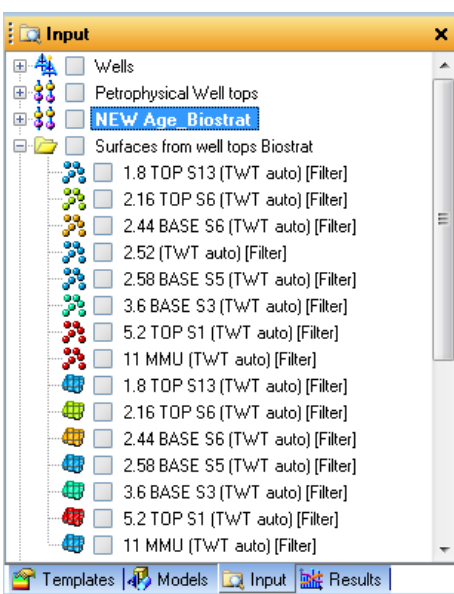 Input
Wells
Petrophysical Well tops
NEW Age_Biostrat
Surfaces from well tops Biostrat
1.8 TOP S13 (TWT auto) [Filter]
2.16 TOP S6 (TWT auto) [Filter]
2.44 BASE S6 (TWT auto) [Filter]
2.52 (TWT auto) [Filter]
2.58 BASE S5 (TWT auto) [Filter]
3.6 BASE S3 (TWT auto) [Filter]
5.2 TOP S1 (TWT auto) [Filter]
11 MMU (TWT auto) [Filter]
1.8 TOP S13 (TWT auto) [Filter]
2.16 TOP S6 (TWT auto) [Filter]
2.44 BASE S6 (TWT auto) [Filter]
2.58 BASE S5 (TWT auto) [Filter]
3.6 BASE S3 (TWT auto) [Filter]
5.2 TOP S1 (TWT auto) [Filter]
11 MMU (TWT auto) [Filter]
Templates Models Input Results